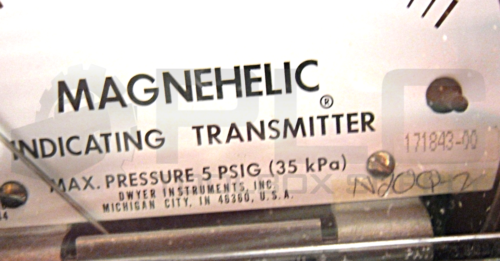 MAGNEHELIC ®
INDICATING TRANSMITTER
171843-00
MAX. PRESSURE 5 PSIG (35 kPa)
DWYER INSTRUMENTS, INC.
MICHIGAN CITY, IN 46360, U.S.A.